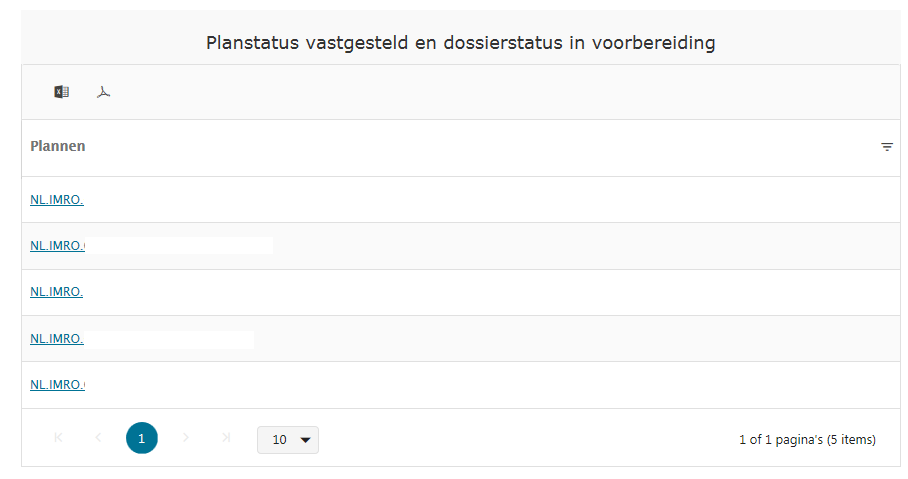 Planstatus vastgesteld en dossierstatus in voorbereiding
Plannen
NL.IMRO.
NL.IMRO.
NL.IMRO.
NL.IMRO.
NL.IMRO.
1
10
1 of 1 pagina's (5 items)